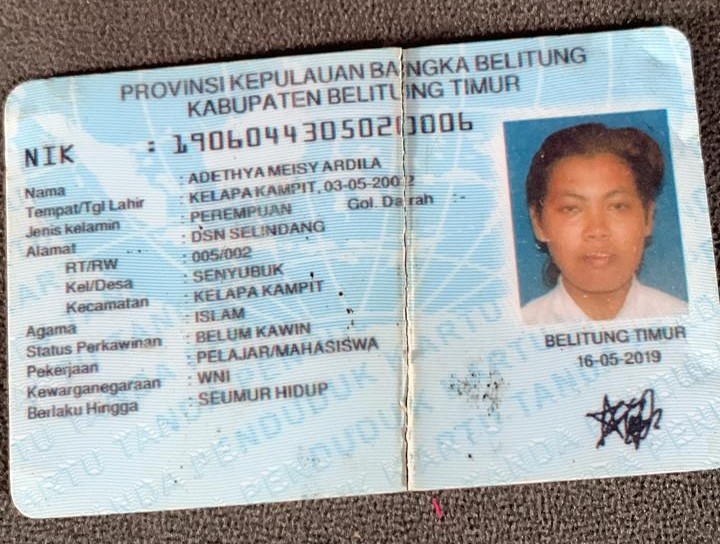 PROVINSI KEPULAUAN BANGKA BELITUNG
KABUPATEN BELITUNG TIMUR
NIK : 1906044305020006
Nama : ADETHYA MEISY ARDILA
Tempat/Tgl Lahir : KELAPA KAMPIT, 03-05-2002
Jenis kelamin : PEREMPUAN Gol. Darah : -
Alamat : DSN SELINDANG
RT/RW : 005/002
Kel/Desa : SENYUBUK
Kecamatan : KELAPA KAMPIT
Agama : ISLAM
Status Perkawinan : BELUM KAWIN
Pekerjaan : PELAJAR/MAHASISWA
Kewarganegaraan : WNI
Berlaku Hingga : SEUMUR HIDUP
BELITUNG TIMUR
16-05-2019